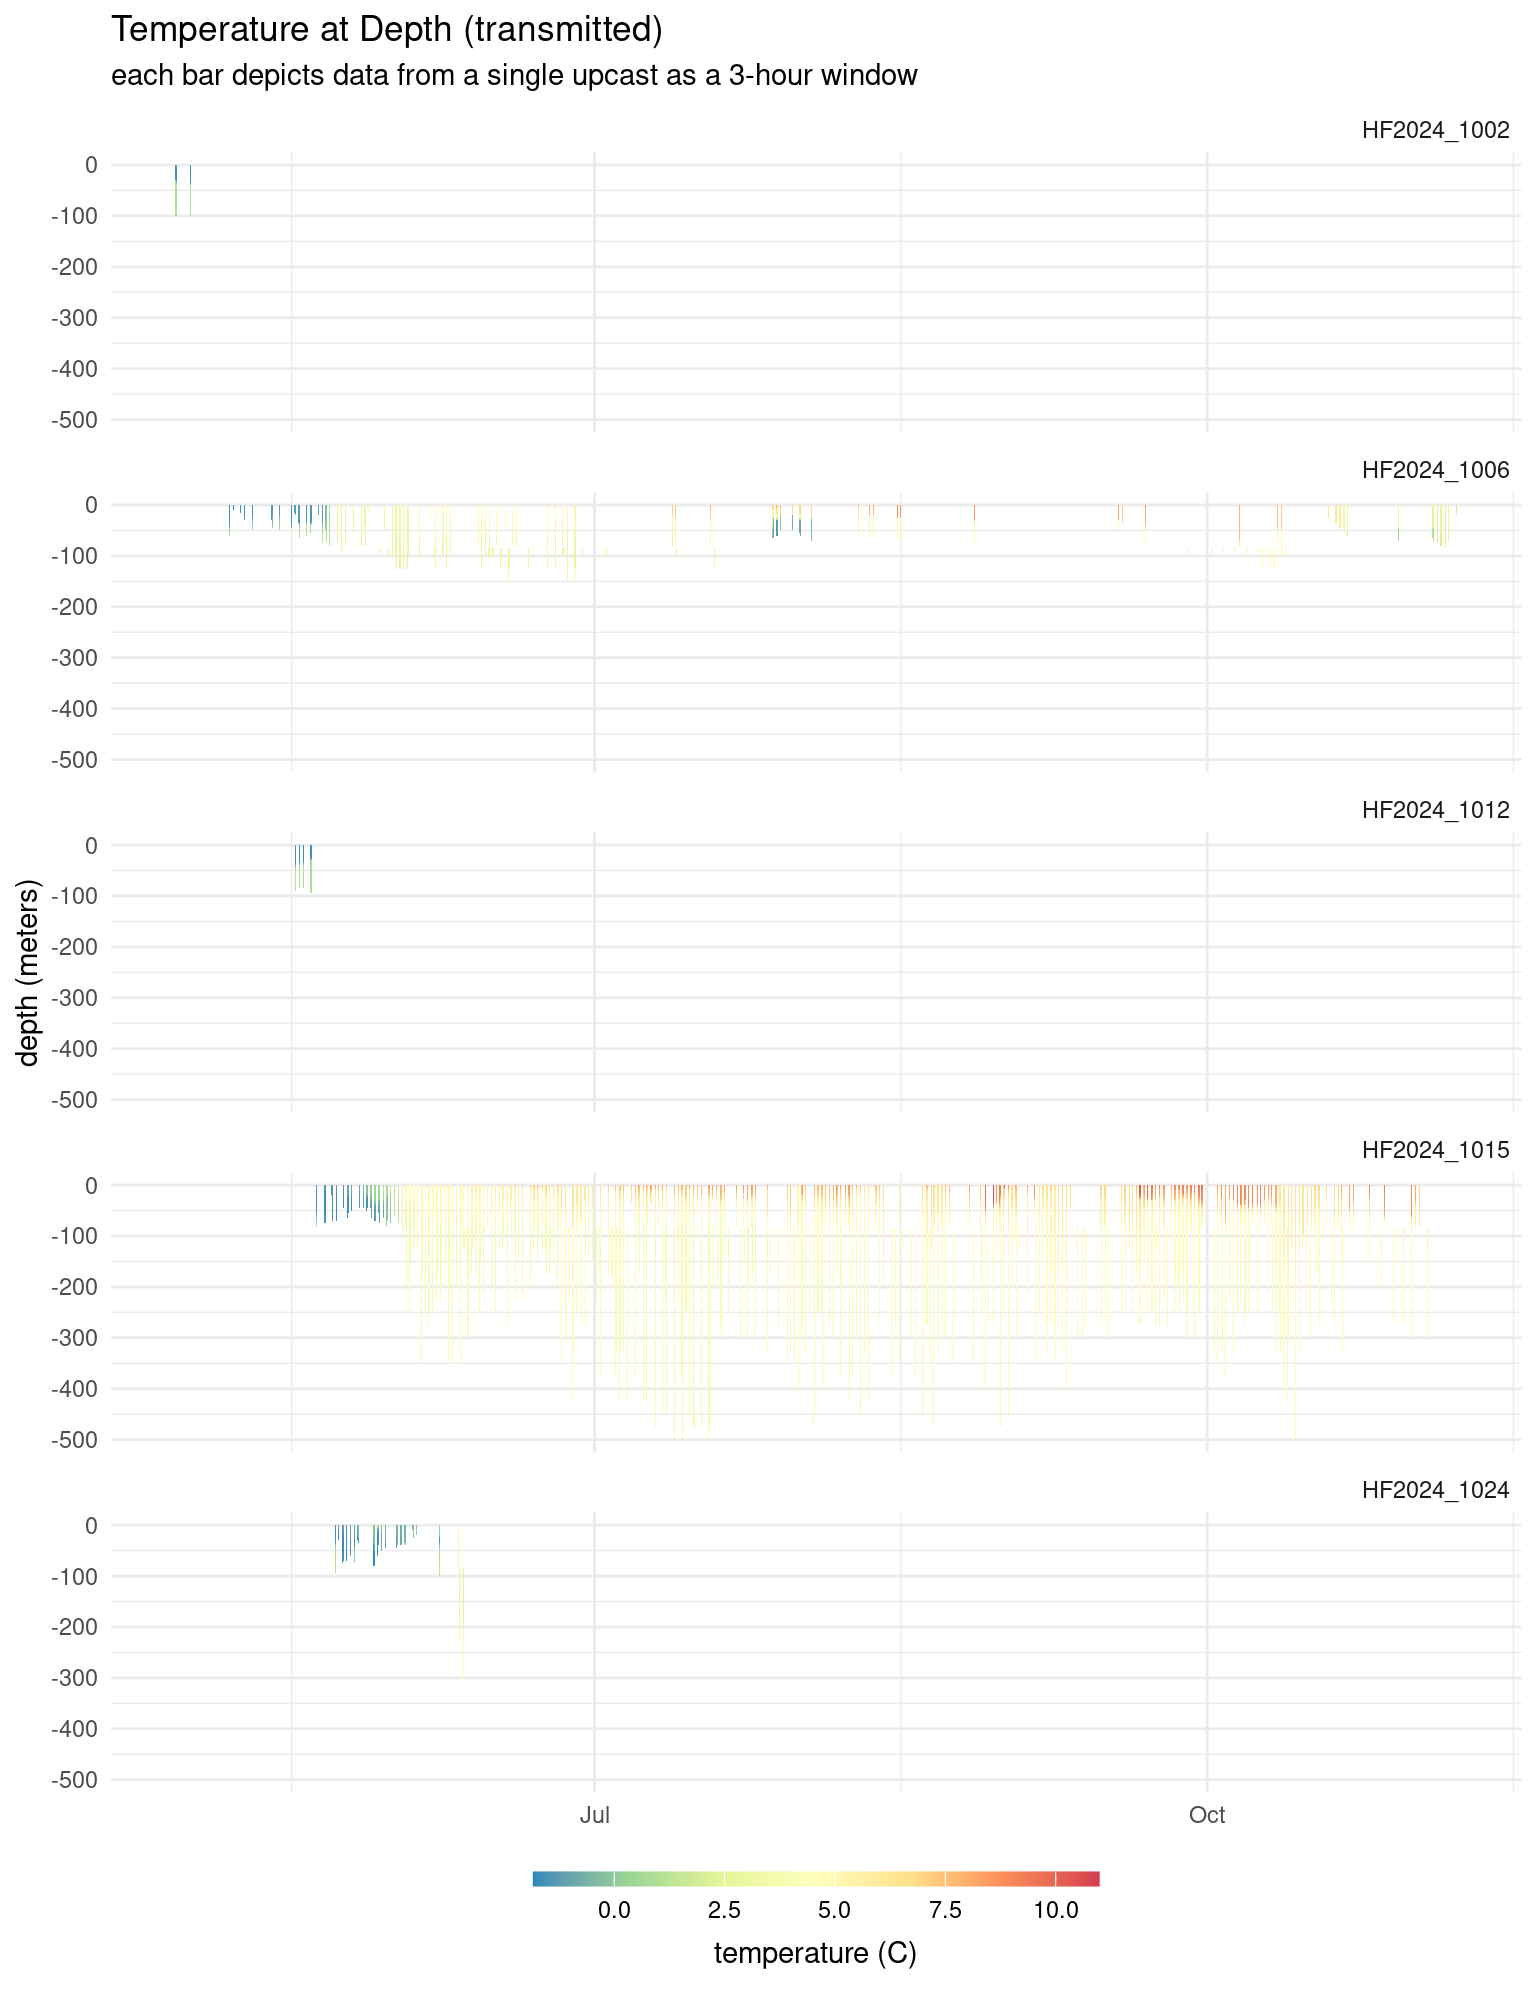 Temperature at Depth (transmitted)
each bar depicts data from a single upcast as a 3-hour window
HF2024_1002
0
-100
-200
-300
-400
-500
HF2024_1006
0
-100
-200
-300
-400
-500
HF2024_1012
0
-100
-200
-300
-400
-500
depth (meters)
HF2024_1015
0
-100
-200
-300
-400
-500
HF2024_1024
0
-100
-200
-300
-400
-500
Jul Oct
0.0 2.5 5.0 7.5 10.0
temperature (C)